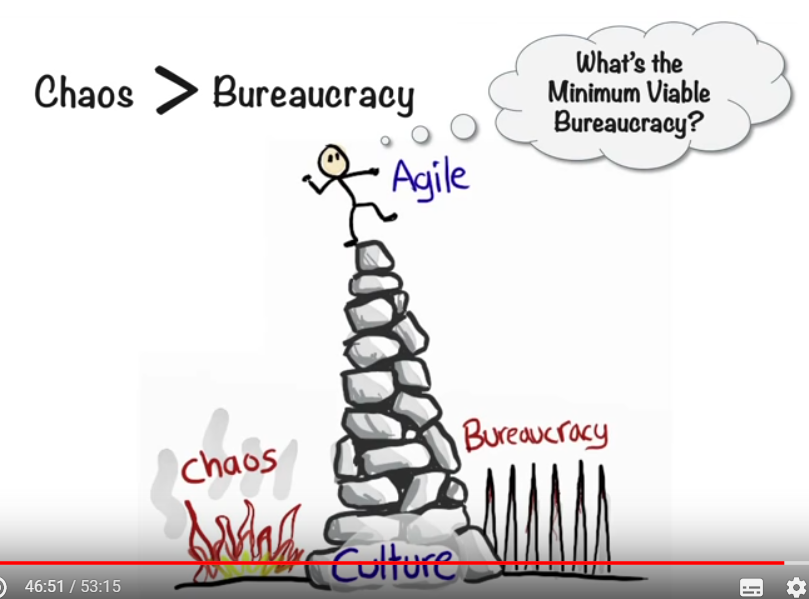 Chaos > Bureaucracy
What's the
Minimum Viable
Bureaucracy?
Agile
Bureaucracy
chaos
Culture
46:51 / 53:15